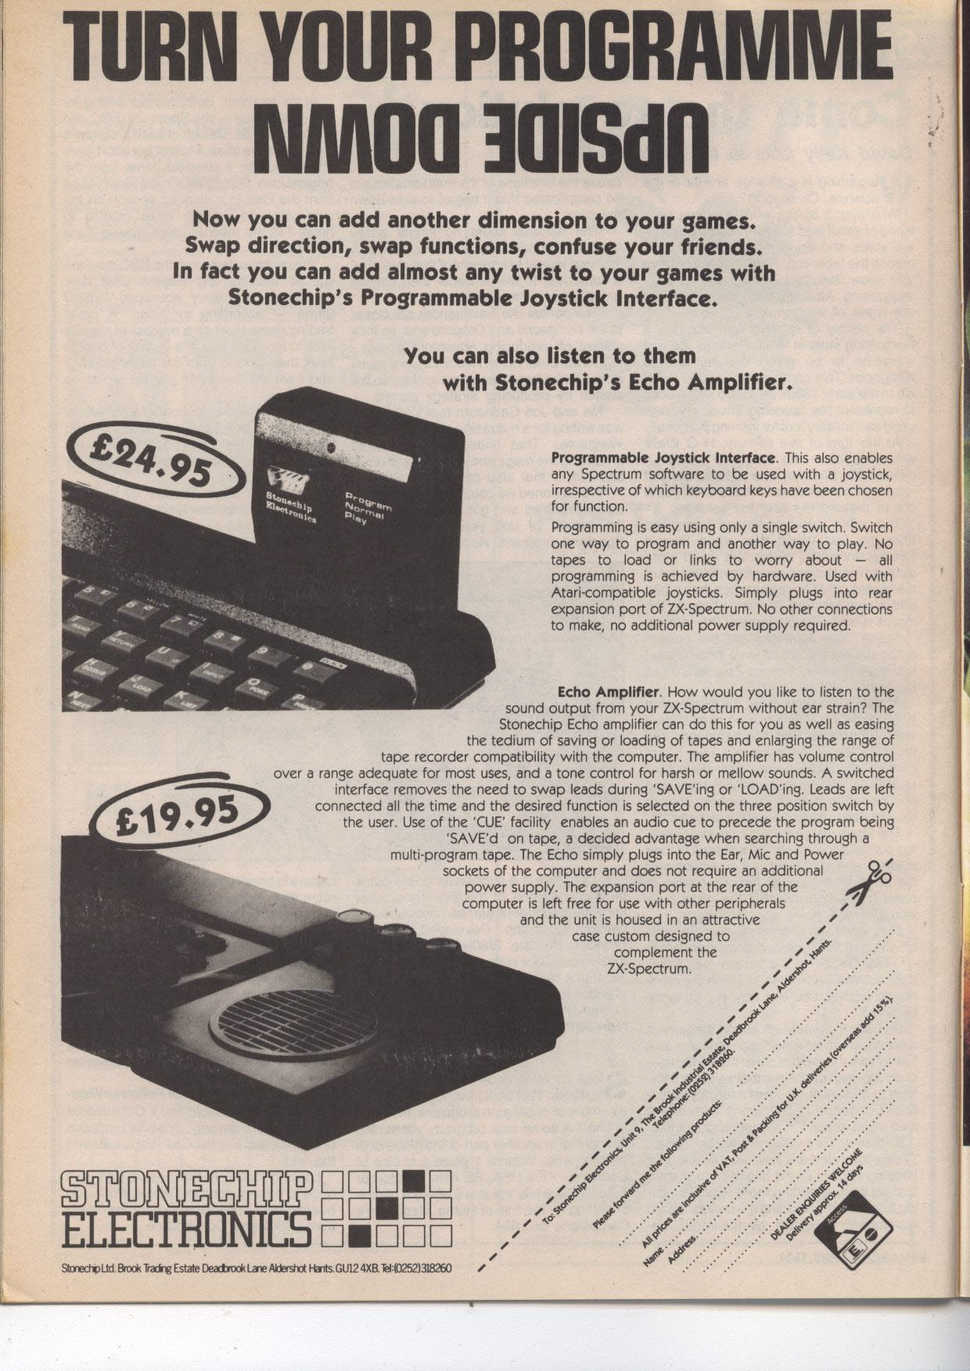 TURN YOUR PROGRAMME
UPSIDE DOWN
Now you can add another dimension to your games.
Swap direction, swap functions, confuse your friends.
In fact you can add almost any twist to your games with
Stonechip's Programmable Joystick Interface.
You can also listen to them
with Stonechip's Echo Amplifier.
£24.95
Stonechip
Electronics
Program
Normal
Play
Programmable Joystick Interface. This also enables
any Spectrum software to be used with a joystick,
irrespective of which keyboard keys have been chosen
for function.
Programming is easy using only a single switch. Switch
one way to program and another way to play. No
tapes to load or links to worry about — all
programming is achieved by hardware. Used with
Atari-compatible joysticks. Simply plugs into rear
expansion port of ZX-Spectrum. No other connections
to make, no additional power supply required.
Echo Amplifier. How would you like to listen to the
sound output from your ZX-Spectrum without ear strain? The
Stonechip Echo amplifier can do this for you as well as easing
the tedium of saving or loading of tapes and enlarging the range of
tape recorder compatibility with the computer. The amplifier has volume control
over a range adequate for most uses, and a tone control for harsh or mellow sounds. A switched
interface removes the need to swap leads during 'SAVE'ing or 'LOAD'ing. Leads are left
connected all the time and the desired function is selected on the three position switch by
the user. Use of the 'CUE' facility enables an audio cue to precede the program being
'SAVE'd on tape, a decided advantage when searching through a
multi-program tape. The Echo simply plugs into the Ear, Mic and Power
sockets of the computer and does not require an additional
power supply. The expansion port at the rear of the
computer is left free for use with other peripherals
and the unit is housed in an attractive
case custom designed to
complement the
ZX-Spectrum.
£19.95
To: Stonechip Electronics, Unit 9, The Brook Industrial Estate, Deadbrook Lane, Aldershot, Hants.
Telephone: (0252) 318260.
Please forward me the following products:
All prices are inclusive of VAT, Post & Packing for U.K. deliveries (overseas add 15%).
Name
Address
DEALER ENQUIRIES WELCOME
Delivery approx. 14 days
Access
STONECHIP
ELECTRONICS
Stonechip Ltd. Brook Trading Estate Deadbrook Lane Aldershot Hants. GU12 4XB. Tel:(0252)318260